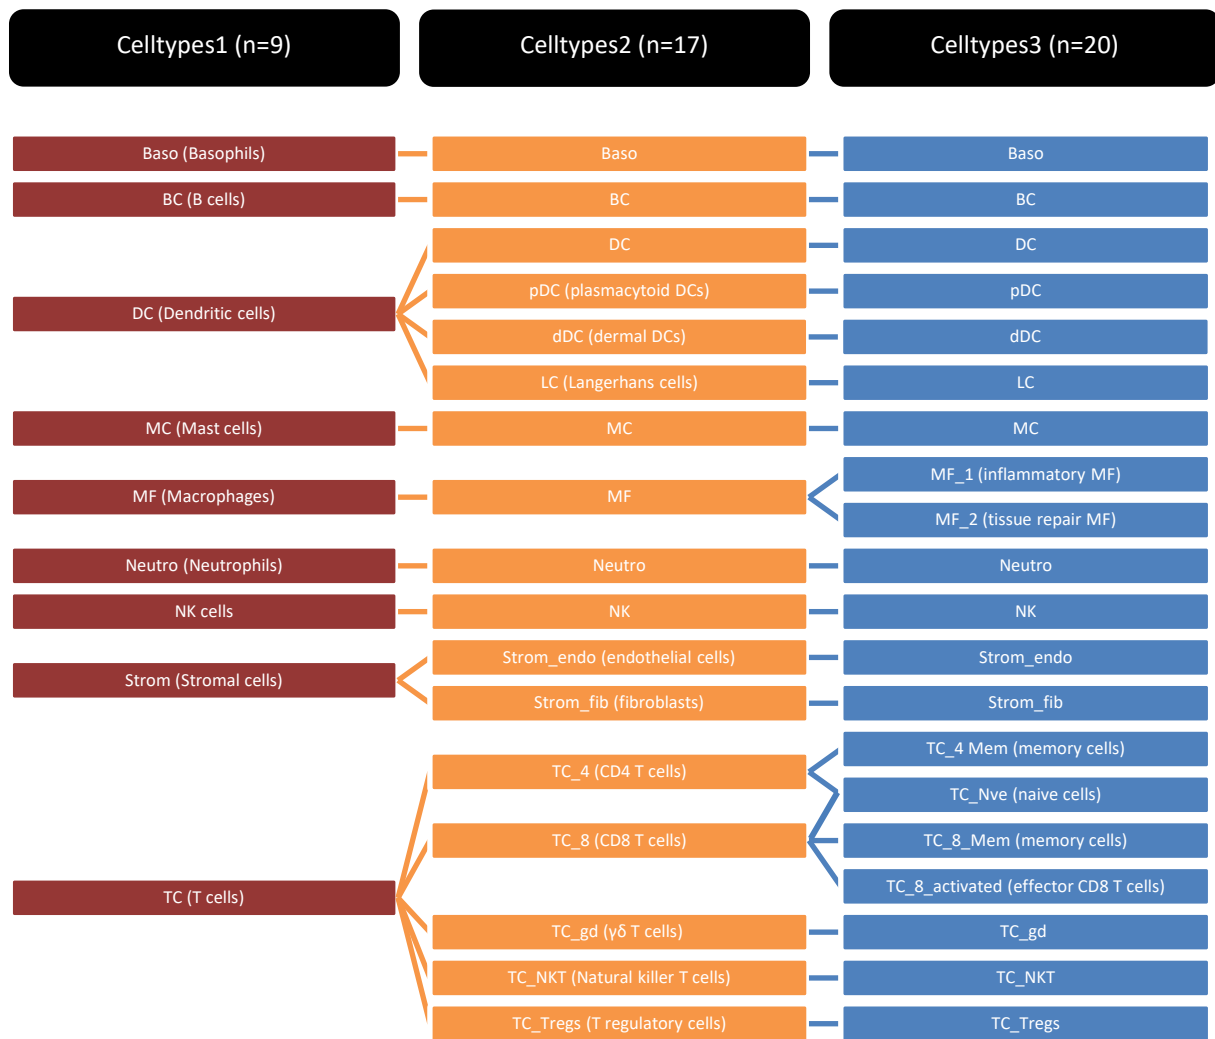 Celltypes1 (n=9)
Celltypes2 (n=17)
Celltypes3 (n=20)
Baso (Basophils)
Baso
Baso
BC (B cells)
BC
BC
DC (Dendritic cells)
DC
DC
pDC (plasmacytoid DCs)
pDC
dDC (dermal DCs)
dDC
LC (Langerhans cells)
LC
MC (Mast cells)
MC
MC
MF (Macrophages)
MF
MF_1 (inflammatory MF)
MF_2 (tissue repair MF)
Neutro (Neutrophils)
Neutro
Neutro
NK cells
NK
NK
Strom (Stromal cells)
Strom_endo (endothelial cells)
Strom_endo
Strom_fib (fibroblasts)
Strom_fib
TC (T cells)
TC_4 (CD4 T cells)
TC_4 Mem (memory cells)
TC_Nve (naive cells)
TC_8 (CD8 T cells)
TC_8_Mem (memory cells)
TC_8_activated (effector CD8 T cells)
TC_gd (γδ T cells)
TC_gd
TC_NKT (Natural killer T cells)
TC_NKT
TC_Tregs (T regulatory cells)
TC_Tregs